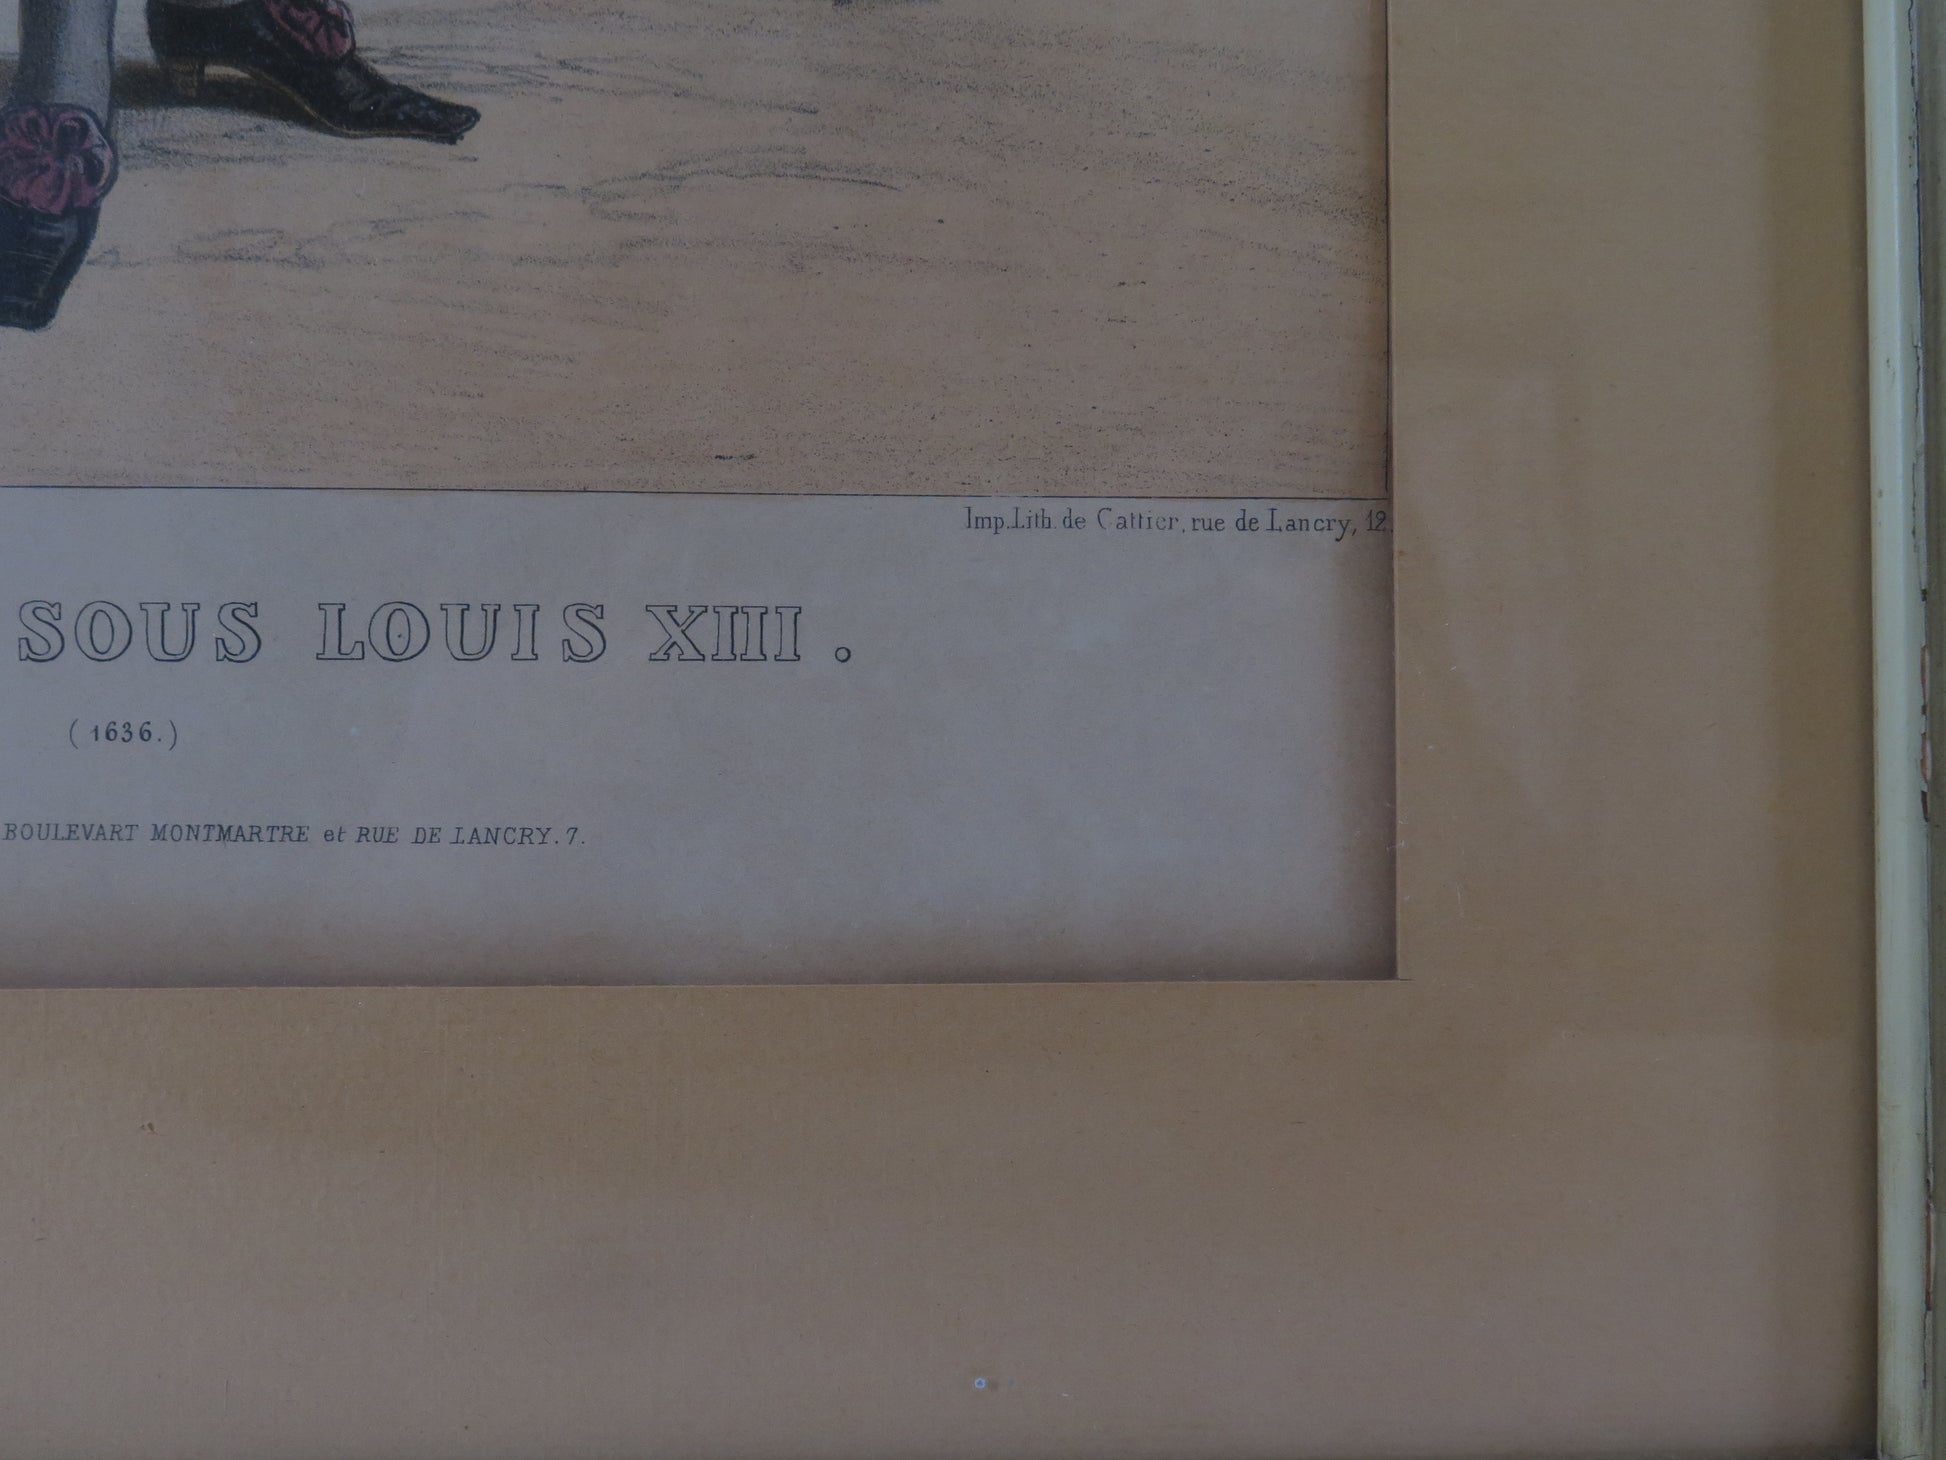 Imp. Lith. de Cattier, rue de Lancry, 12.
SOUS LOUIS XIII.
(1636.)
BOULEVART MONTMARTRE et RUE DE LANCRY. 7.